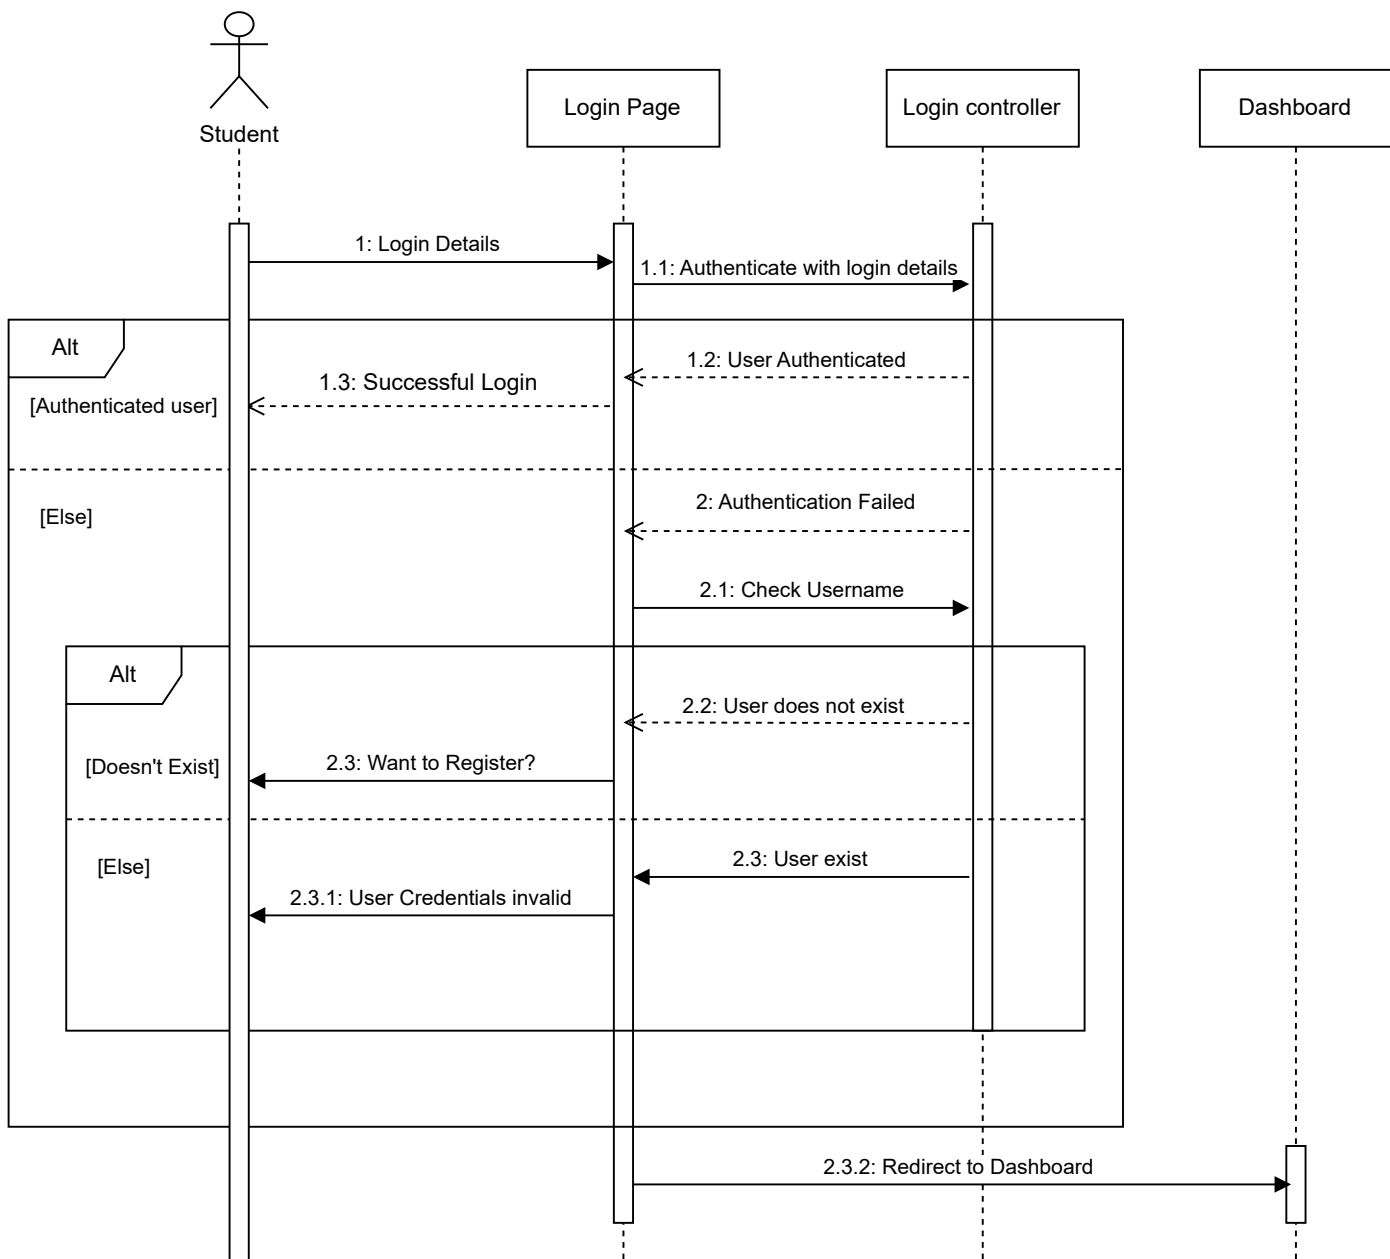 Student
Login Page
Login controller
Dashboard
1: Login Details
1.1: Authenticate with login details
Alt
1.2: User Authenticated
1.3: Successful Login
[Authenticated user]
2: Authentication Failed
[Else]
2.1: Check Username
Alt
2.2: User does not exist
2.3: Want to Register?
[Doesn't Exist]
2.3: User exist
[Else]
2.3.1: User Credentials invalid
2.3.2: Redirect to Dashboard